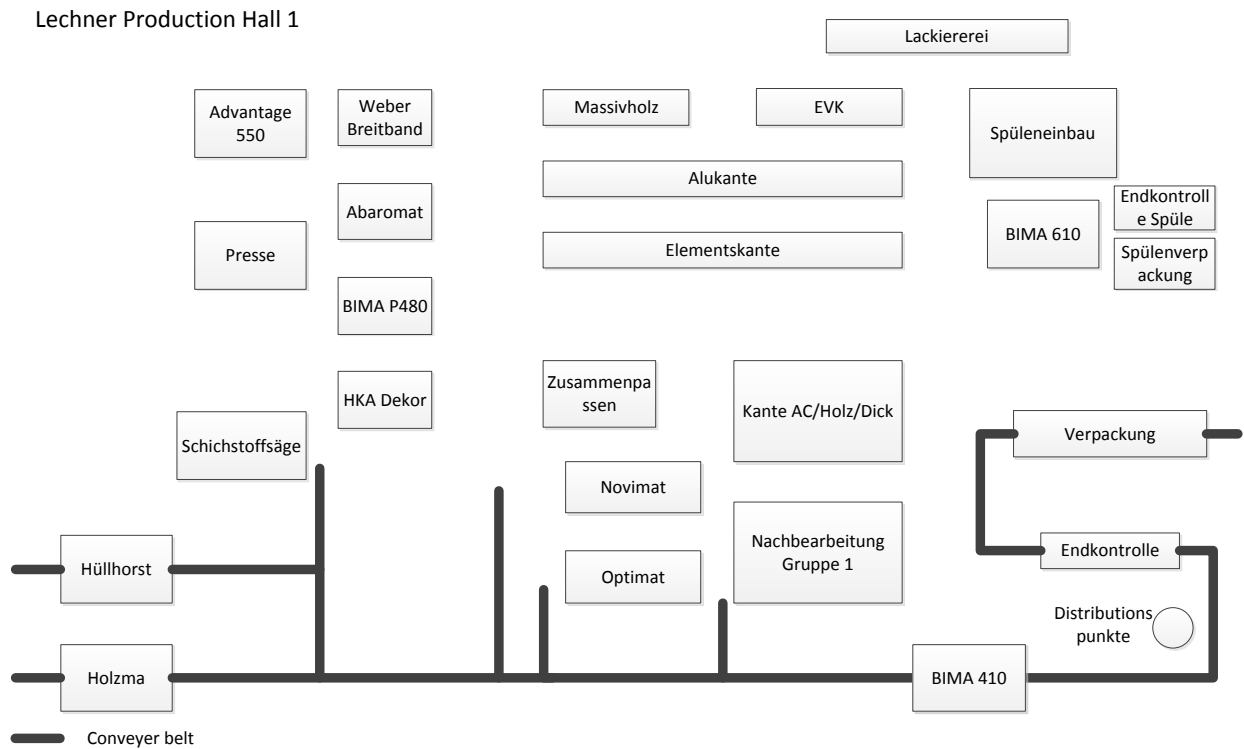 Lechner Production Hall 1
Lackiererei
Advantage
550
Weber
Breitband
Massivholz
EVK
Spüleneinbau
Alukante
Abaromat
Endkontroll
e Spüle
BIMA 610
Presse
Elementskante
Spülenverp
ackung
BIMA P480
HKA Dekor
Zusammenpa
ssen
Kante AC/Holz/Dick
Schichstoffsäge
Verpackung
Novimat
Nachbearbeitung
Gruppe 1
Endkontrolle
Hüllhorst
Optimat
Distributions
punkte
Holzma
BIMA 410
Conveyer belt